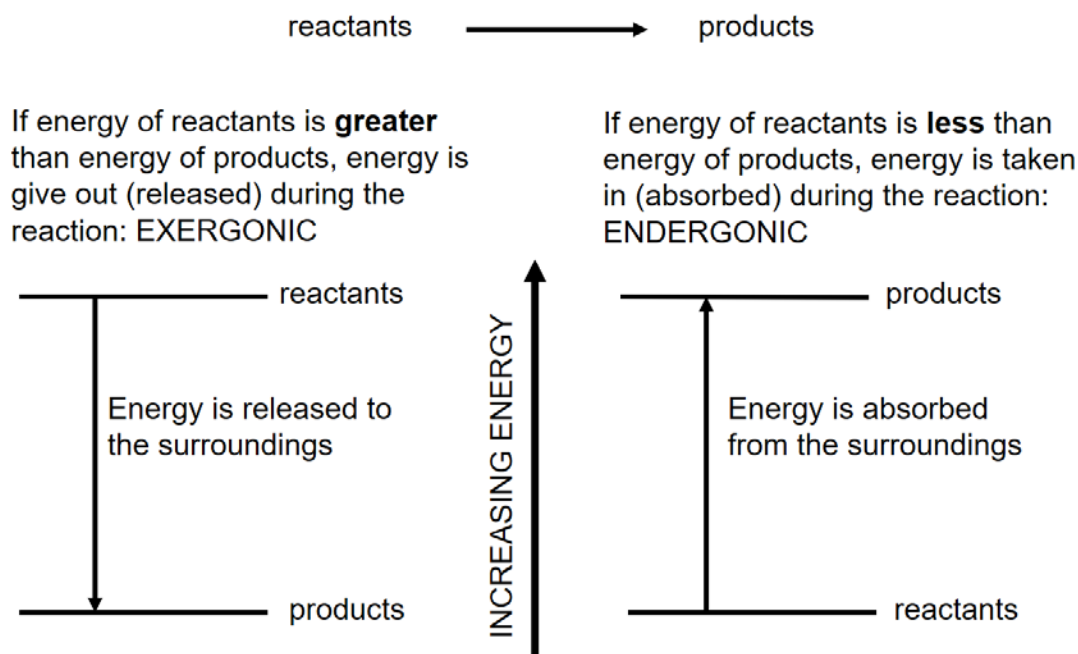 reactants products
If energy of reactants is greater
than energy of products, energy is
give out (released) during the
reaction: EXERGONIC
If energy of reactants is less than
energy of products, energy is taken
in (absorbed) during the reaction:
ENDERGONIC
reactants
Energy is released to
the surroundings
products
INCREASING ENERGY
products
Energy is absorbed
from the surroundings
reactants